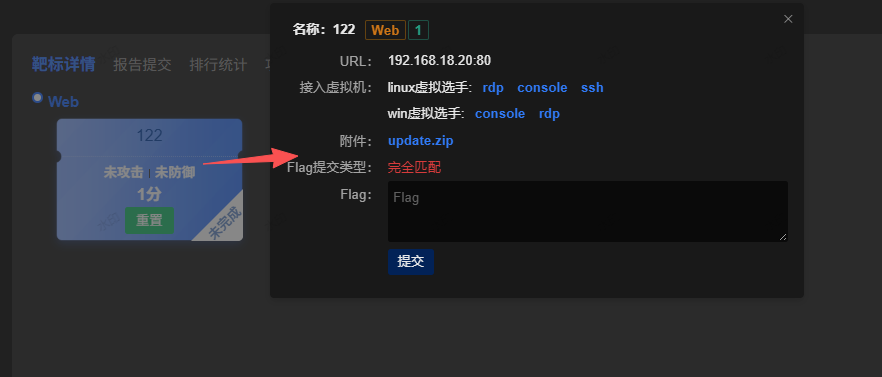 名称：122 Web 1
靶标详情 报告提交 排行统计
URL： 192.168.18.20:80
接入虚拟机： linux虚拟选手: rdp console ssh
win虚拟选手: console rdp
Web
附件： update.zip
122
Flag提交类型： 完全匹配
未攻击 | 未防御
1分
Flag： Flag
重置
未完成
提交